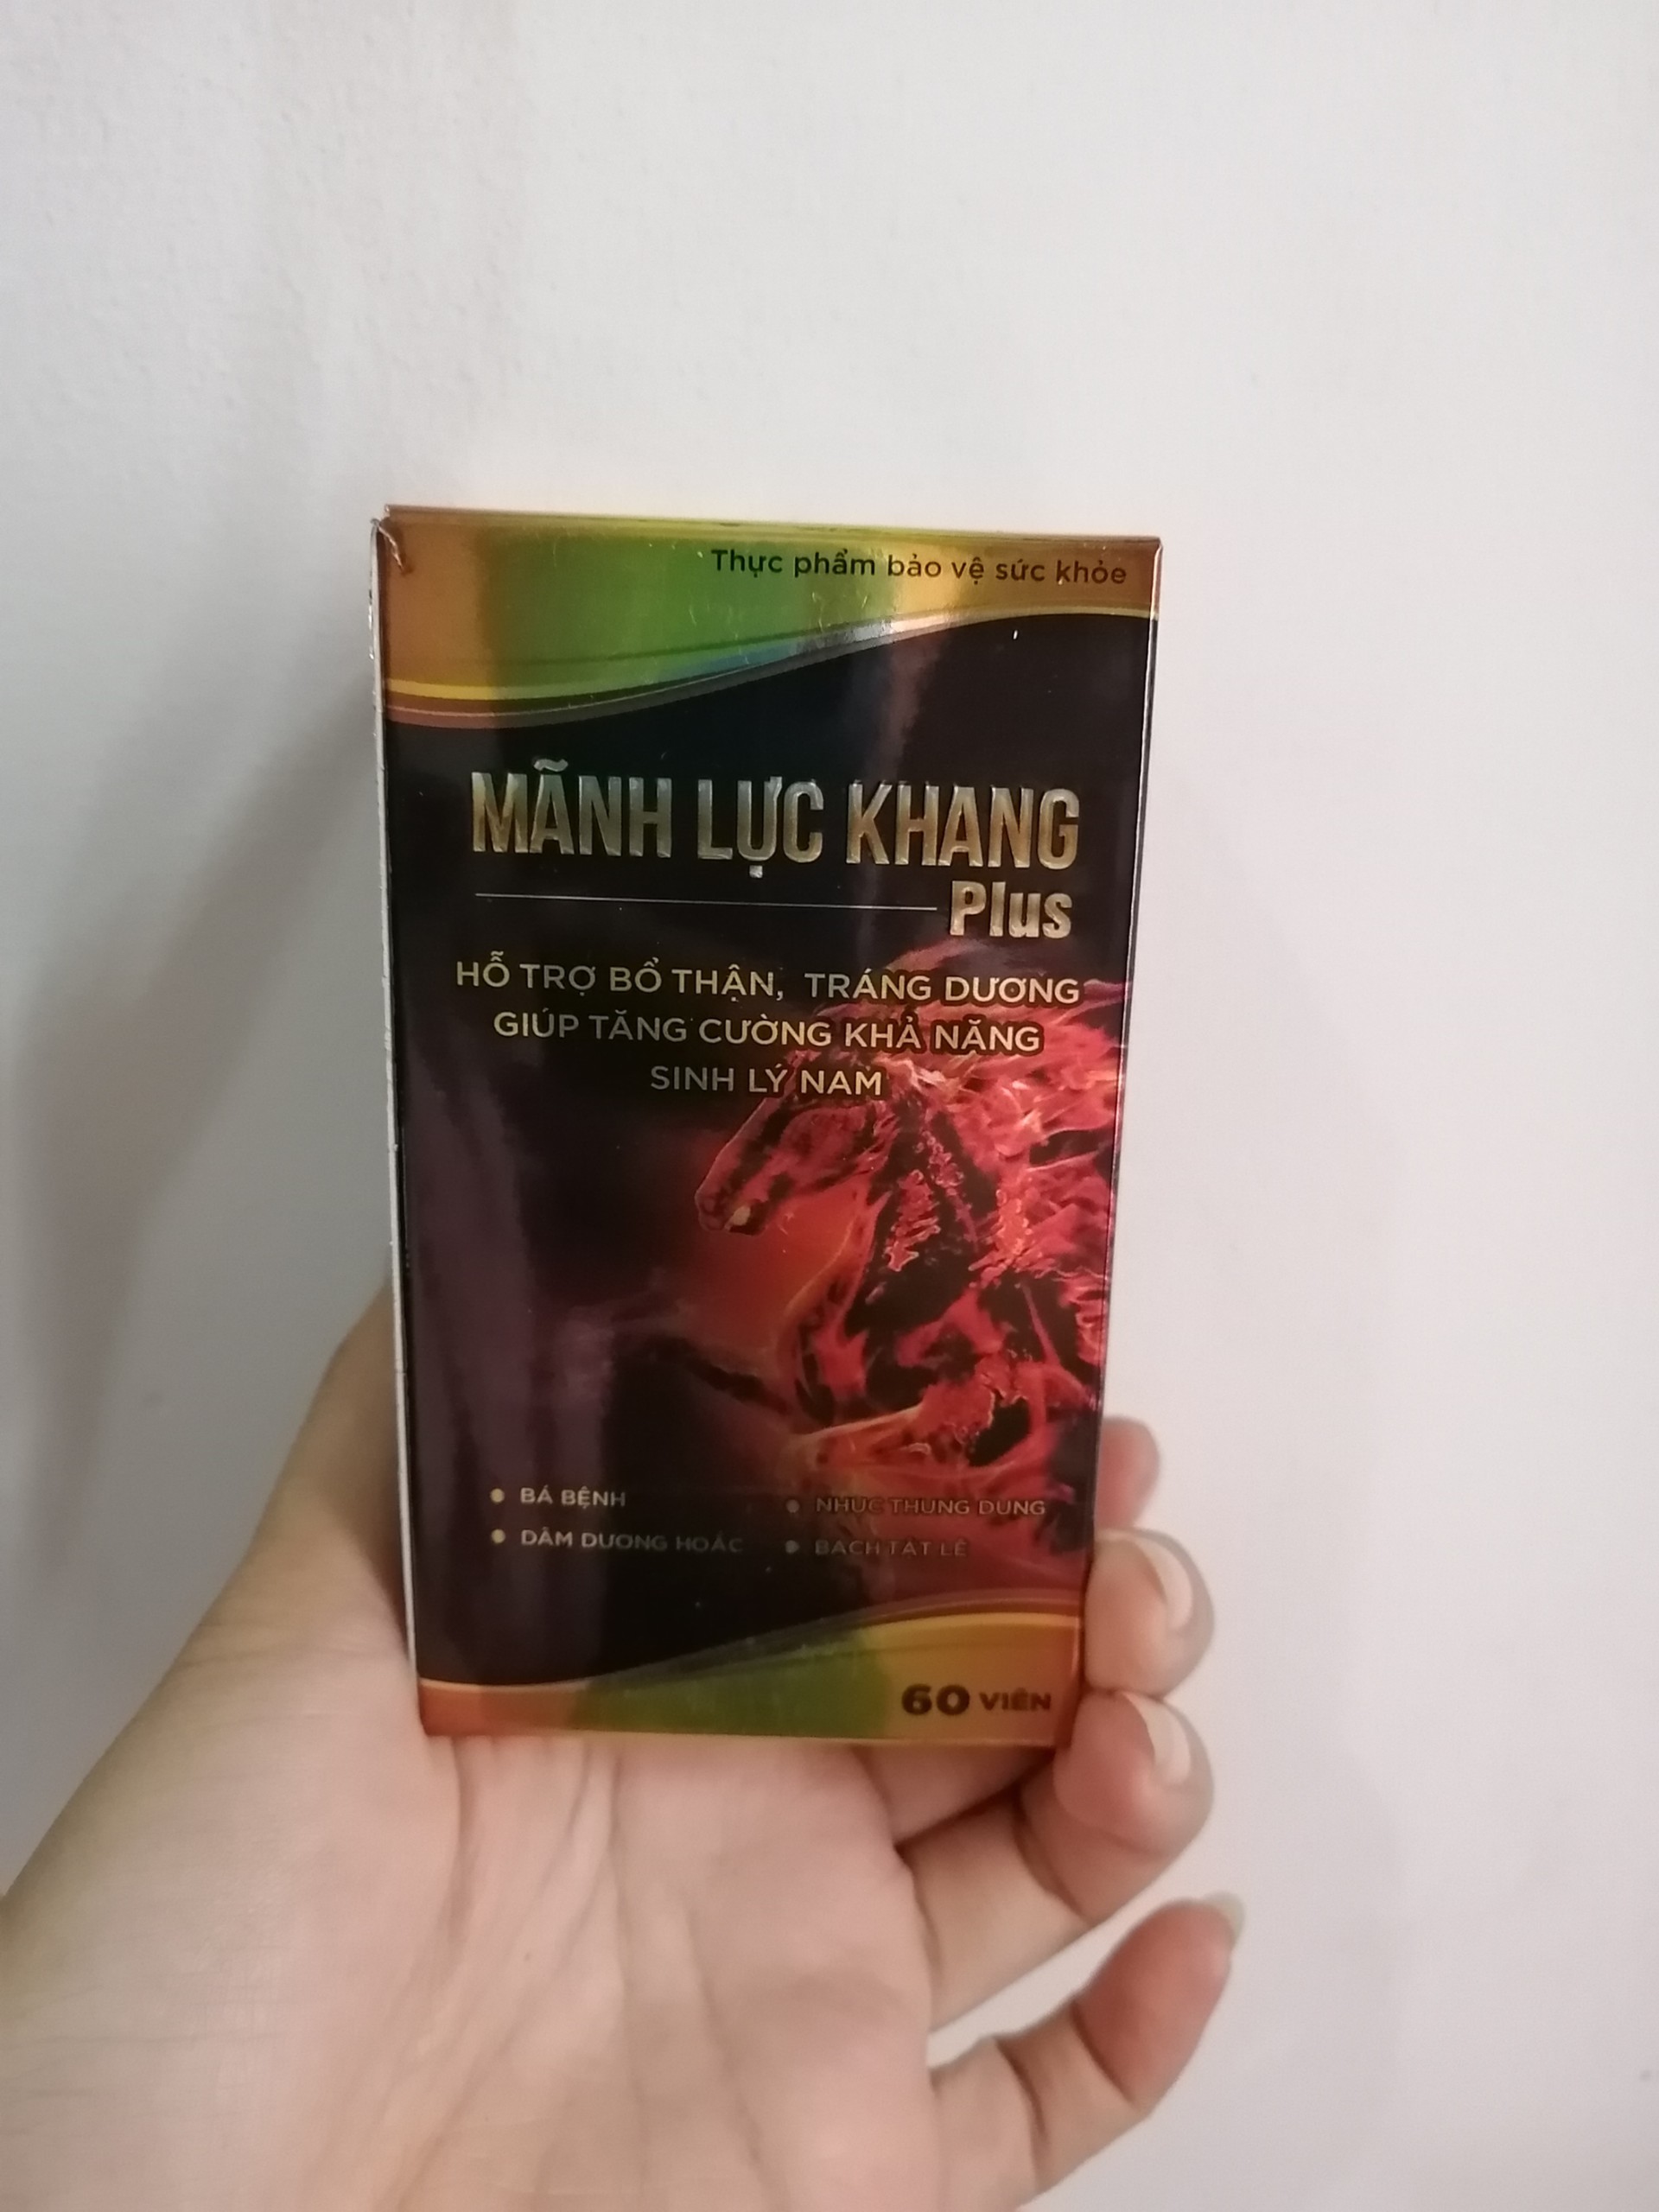 Thực phẩm bảo vệ sức khỏe
MÃNH LỰC KHANG
Plus
HỖ TRỢ BỔ THẬN, TRÁNG DƯƠNG
GIÚP TĂNG CƯỜNG KHẢ NĂNG
SINH LÝ NAM
• BÁ BỆNH
• NHỤC THUNG DUNG
• DÂM DƯƠNG HOẮC
• BẠCH TẬT LÊ
60 VIÊN